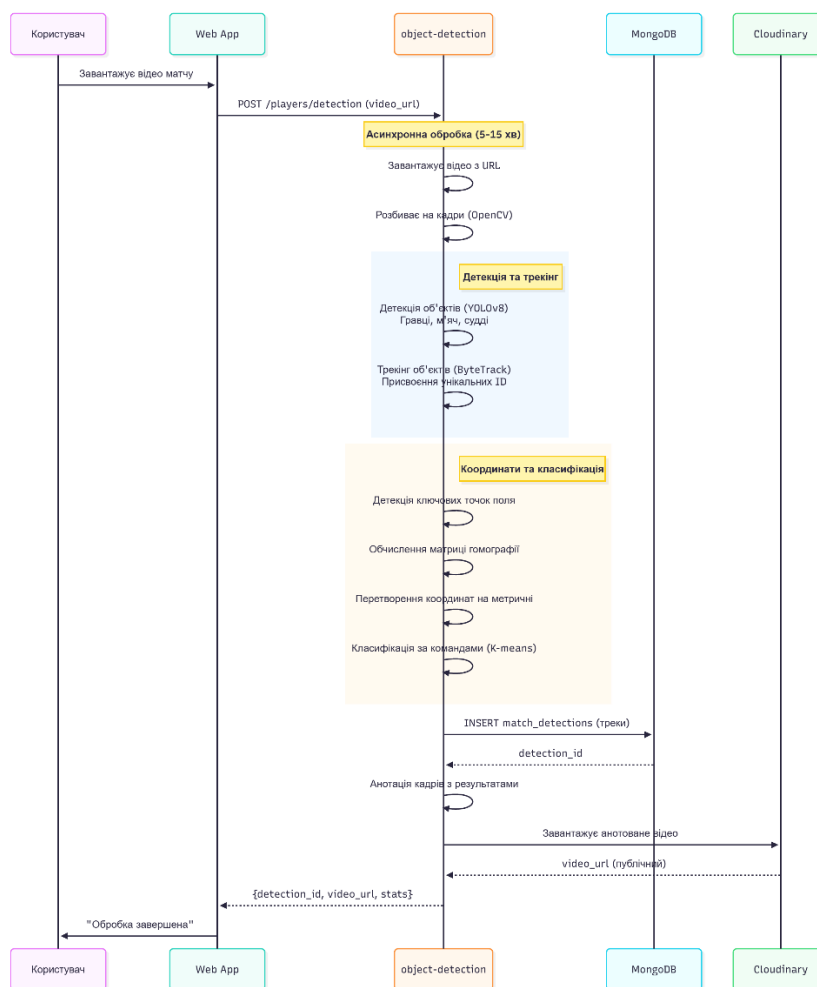 Користувач
Web App
object-detection
MongoDB
Cloudinary
Завантажує відео матчу
POST /players/detection (video_url)
Асинхронна обробка (5-15 хв)
Завантажує відео з URL
Розбиває на кадри (OpenCV)
Детекція та трекінг
Детекція об'єктів (YOLOv8)
Гравці, м'яч, судді
Трекінг об'єктів (ByteTrack)
Присвоєння унікальних ID
Координати та класифікація
Детекція ключових точок поля
Обчислення матриці гомографії
Перетворення координат на метричні
Класифікація за командами (K-means)
INSERT match_detections (треки)
detection_id
Анотація кадрів з результатами
Завантажує анотоване відео
video_url (публічний)
{detection_id, video_url, stats}
"Обробка завершена"
Користувач
Web App
object-detection
MongoDB
Cloudinary